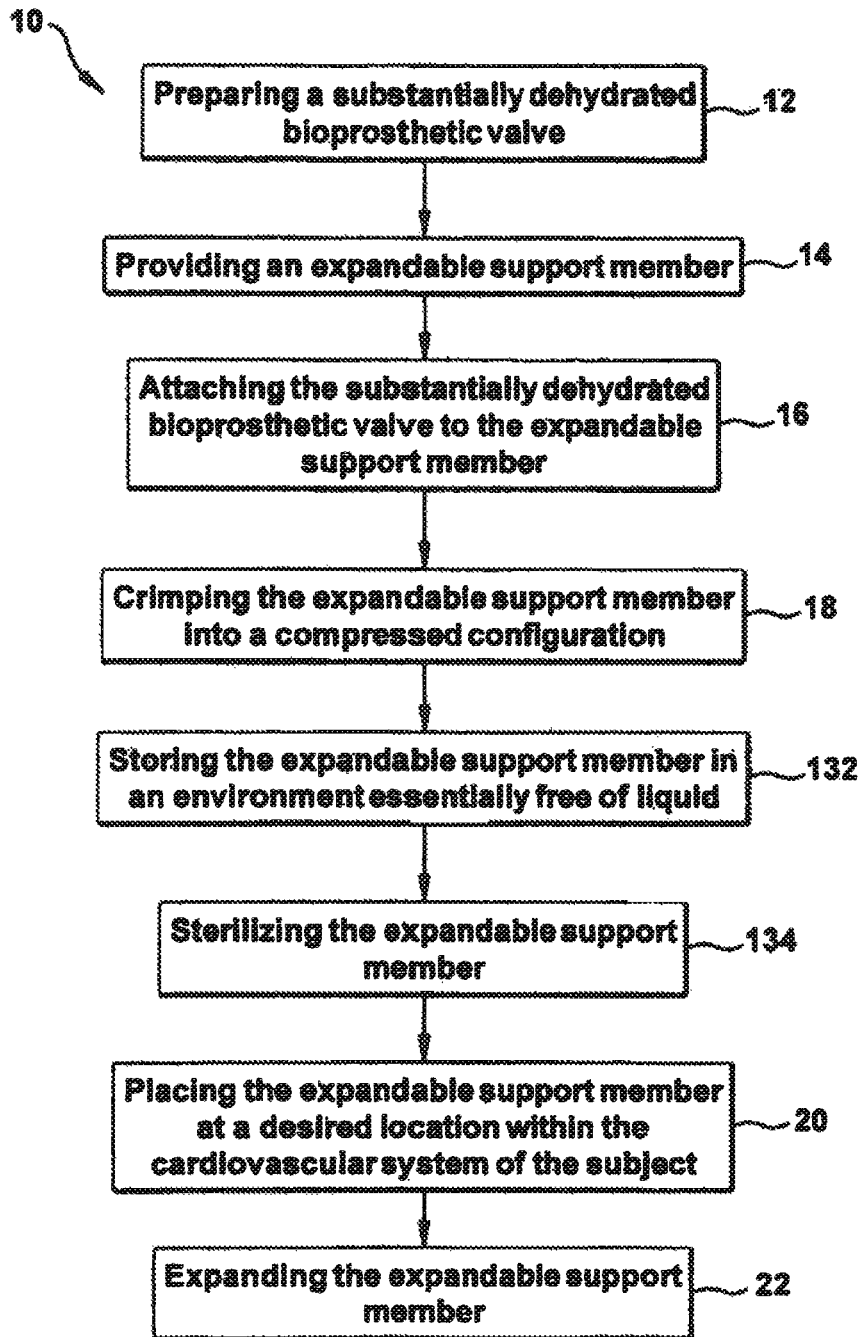 10
Preparing a substantially dehydrated
bioprosthetic valve
12
Providing an expandable support member
14
Attaching the substantially dehydrated
bioprosthetic valve to the expandable
support member
16
Crimping the expandable support member
into a compressed configuration
18
Storing the expandable support member in
an environment essentially free of liquid
132
Sterilizing the expandable support
member
134
Placing the expandable support member
at a desired location within the
cardiovascular system of the subject
20
Expanding the expandable support
member
22